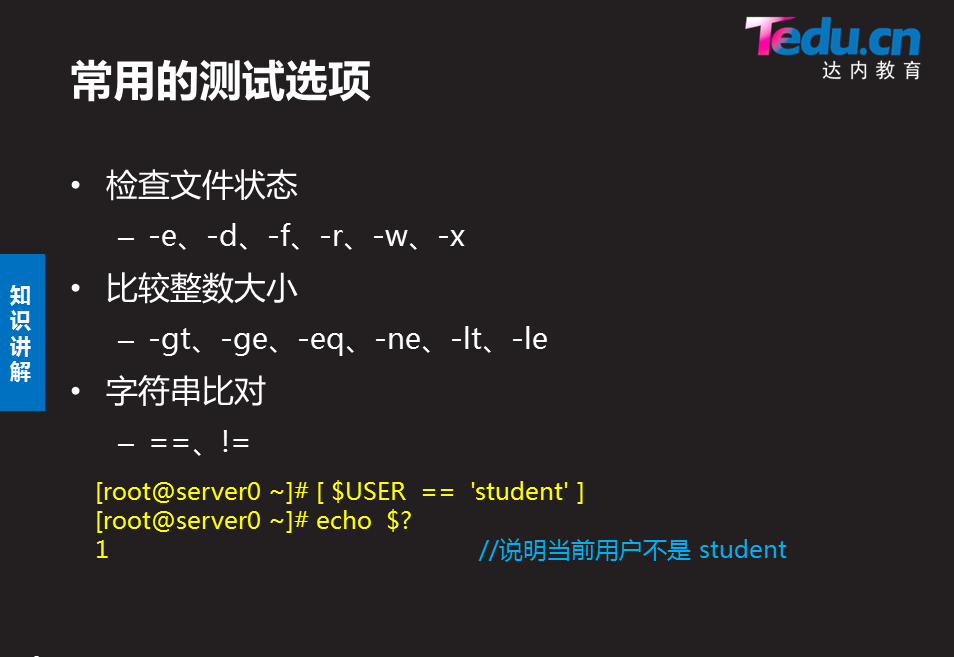 Tedu.cn
达内教育
常用的测试选项
• 检查文件状态
– -e、-d、-f、-r、-w、-x
• 比较整数大小
– -gt、-ge、-eq、-ne、-lt、-le
• 字符串比对
– ==、!=
[root@server0 ~]# [ $USER == 'student' ]
[root@server0 ~]# echo $?
1 //说明当前用户不是 student
知识讲解